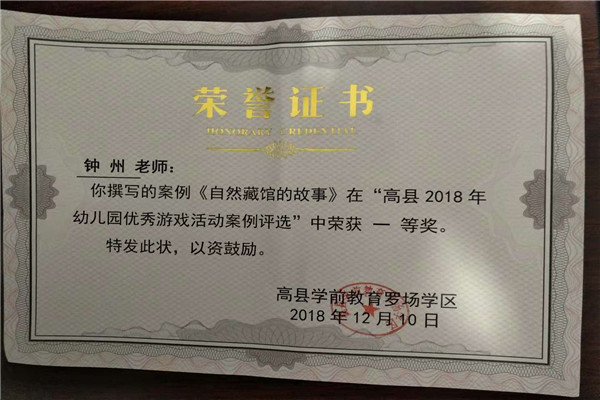 荣誉证书
HONORARY CREDENTIAL
钟 州 老师：
你撰写的案例《自然藏馆的故事》在“高县 2018 年
幼儿园优秀游戏活动案例评选”中荣获 一 等奖。
特发此状，以资鼓励。
高县学前教育罗场学区
2018 年 12 月 10 日